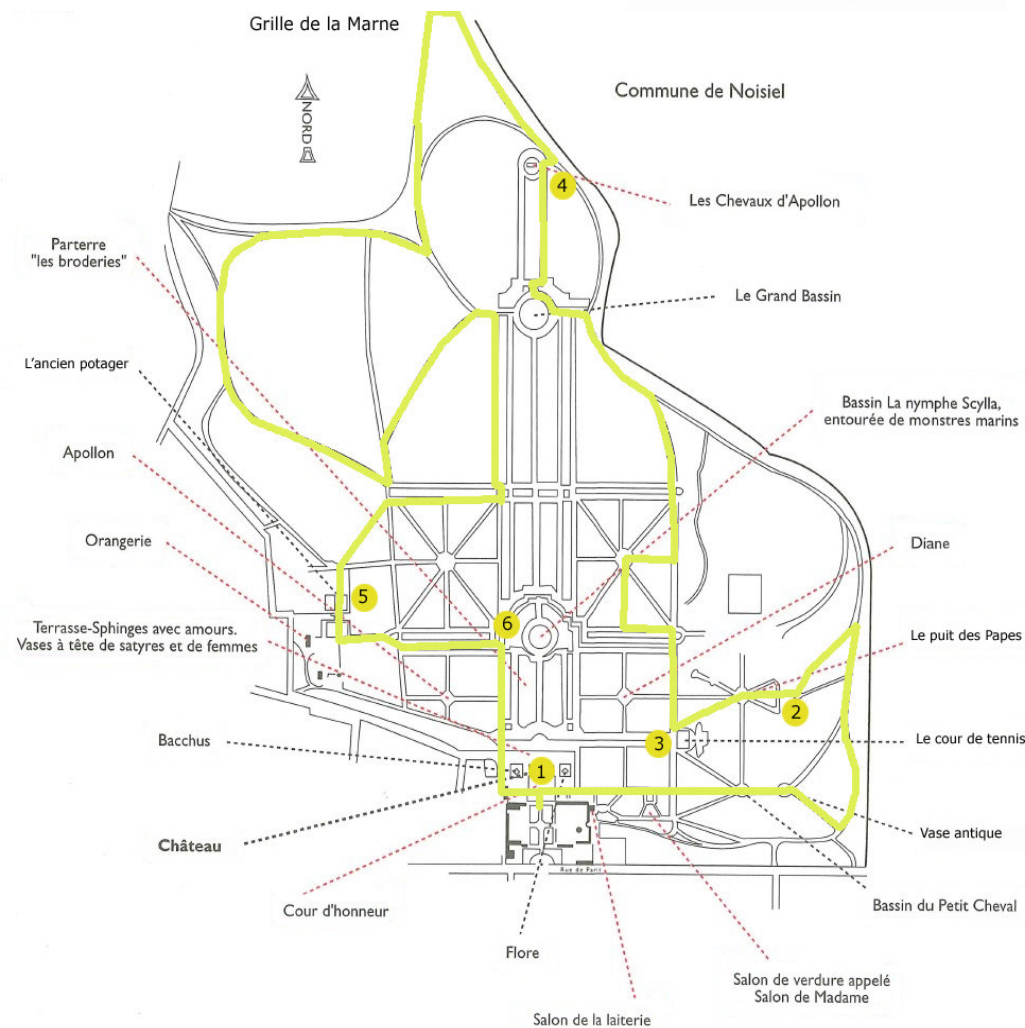 Grille de la Marne
Commune de Noisiel
NORD
4
Les Chevaux d'Apollon
Parterre
"les broderies"
Le Grand Bassin
L'ancien potager
Bassin La nymphe Scylla,
entourée de monstres marins
Apollon
Orangerie
Diane
5
6
Terrasse-Sphinges avec amours.
Vases à tête de satyres et de femmes
Le puit des Papes
2
Bacchus
3
Le cour de tennis
1
Château
Vase antique
Rue de Paris
Cour d'honneur
Bassin du Petit Cheval
Flore
Salon de verdure appelé
Salon de Madame
Salon de la laiterie